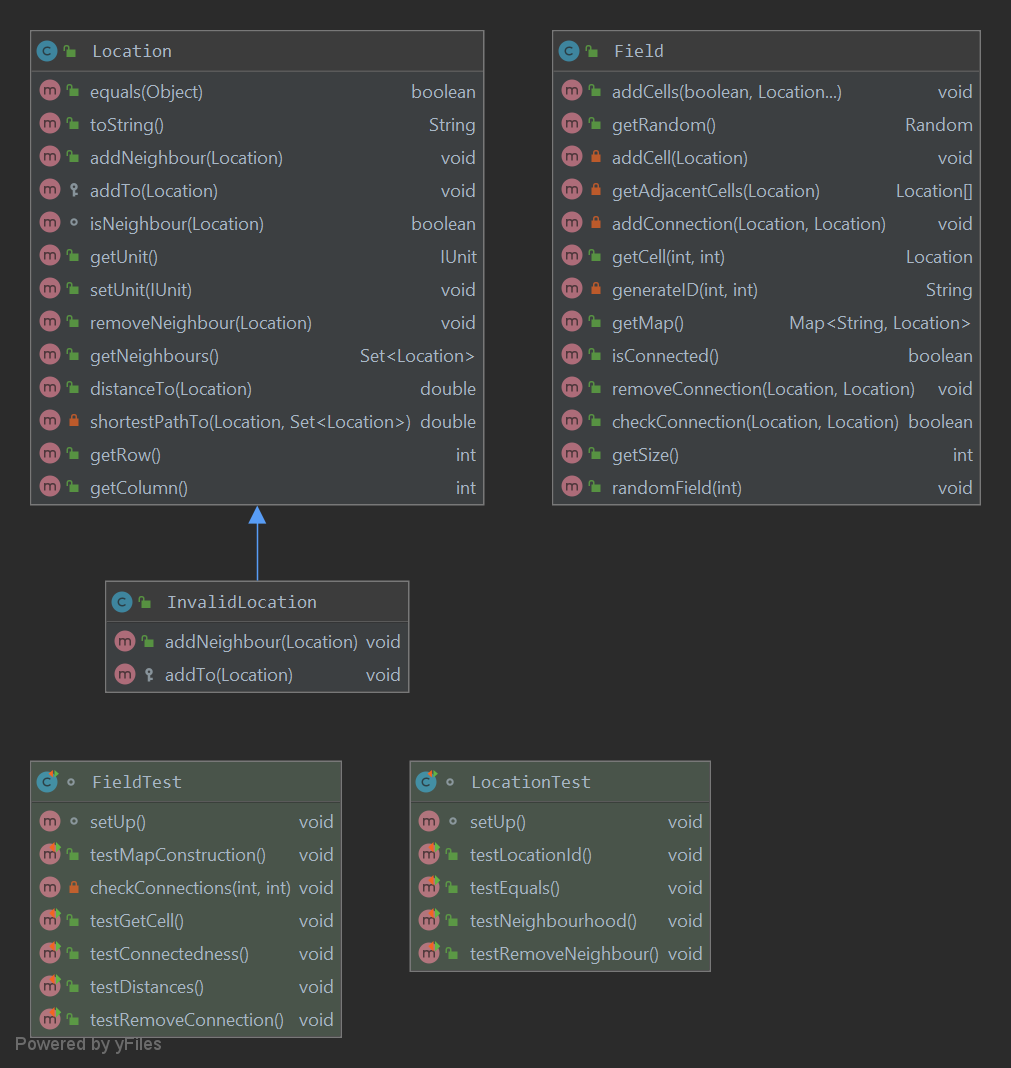 Location
equals(Object) boolean
toString() String
addNeighbour(Location) void
addTo(Location) void
isNeighbour(Location) boolean
getUnit() IUnit
setUnit(IUnit) void
removeNeighbour(Location) void
getNeighbours() Set<Location>
distanceTo(Location) double
shortestPathTo(Location, Set<Location>) double
getRow() int
getColumn() int
Field
addCells(boolean, Location...) void
getRandom() Random
addCell(Location) void
getAdjacentCells(Location) Location[]
addConnection(Location, Location) void
getCell(int, int) Location
generateID(int, int) String
getMap() Map<String, Location>
isConnected() boolean
removeConnection(Location, Location) void
checkConnection(Location, Location) boolean
getSize() int
randomField(int) void
InvalidLocation
addNeighbour(Location) void
addTo(Location) void
FieldTest
setUp() void
testMapConstruction() void
checkConnections(int, int) void
testGetCell() void
testConnectedness() void
testDistances() void
testRemoveConnection() void
LocationTest
setUp() void
testLocationId() void
testEquals() void
testNeighbourhood() void
testRemoveNeighbour() void
Powered by yFiles